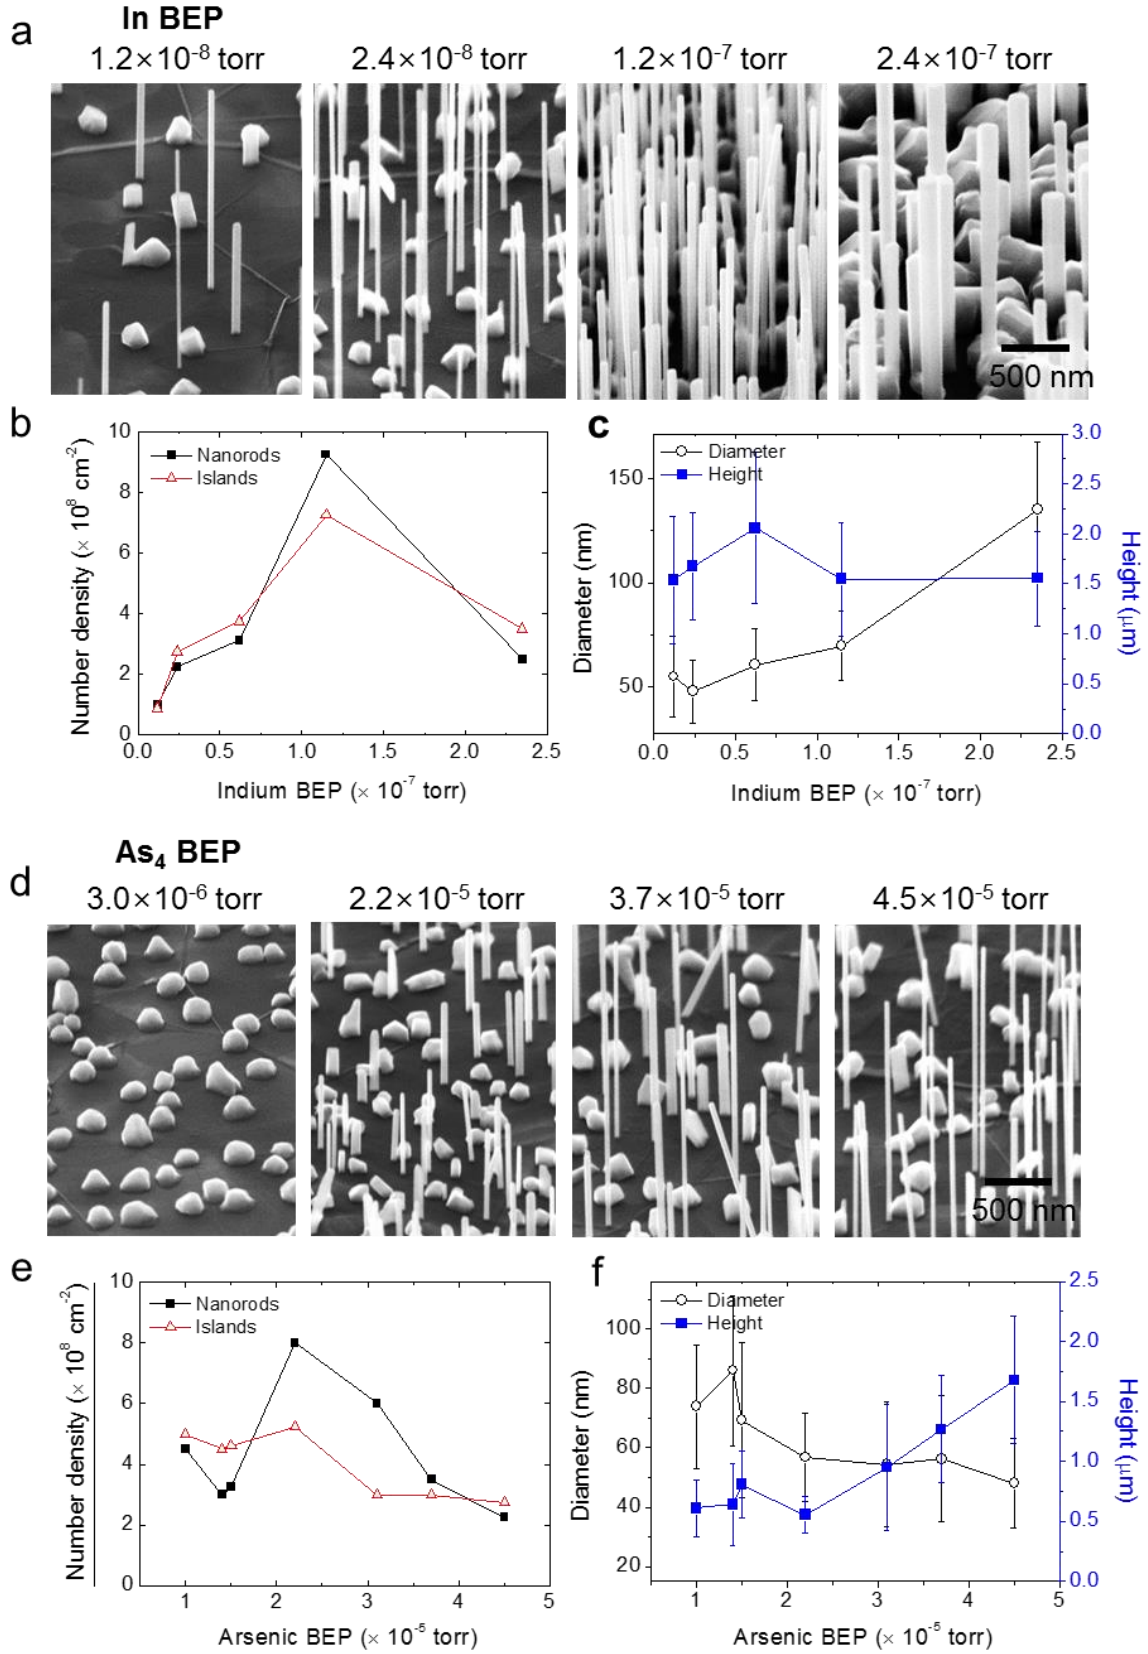 a
In BEP
1.2×10⁻⁸ torr
2.4×10⁻⁸ torr
1.2×10⁻⁷ torr
2.4×10⁻⁷ torr
500 nm
b
10
8
6
4
2
0
Number density (× 10⁸ cm⁻²)
Nanorods
Islands
0.0 0.5 1.0 1.5 2.0 2.5
Indium BEP (× 10⁻⁷ torr)
c
150
100
50
Diameter (nm)
Diameter
Height
3.0
2.5
2.0
1.5
1.0
0.5
0.0
Height (μm)
0.0 0.5 1.0 1.5 2.0 2.5
Indium BEP (× 10⁻⁷ torr)
As₄ BEP
d
3.0×10⁻⁶ torr
2.2×10⁻⁵ torr
3.7×10⁻⁵ torr
4.5×10⁻⁵ torr
500 nm
e
10
8
6
4
2
0
Number density (× 10⁸ cm⁻²)
Nanorods
Islands
1 2 3 4 5
Arsenic BEP (× 10⁻⁵ torr)
f
100
80
60
40
20
Diameter (nm)
Diameter
Height
2.5
2.0
1.5
1.0
0.5
0.0
Height (μm)
1 2 3 4 5
Arsenic BEP (× 10⁻⁵ torr)